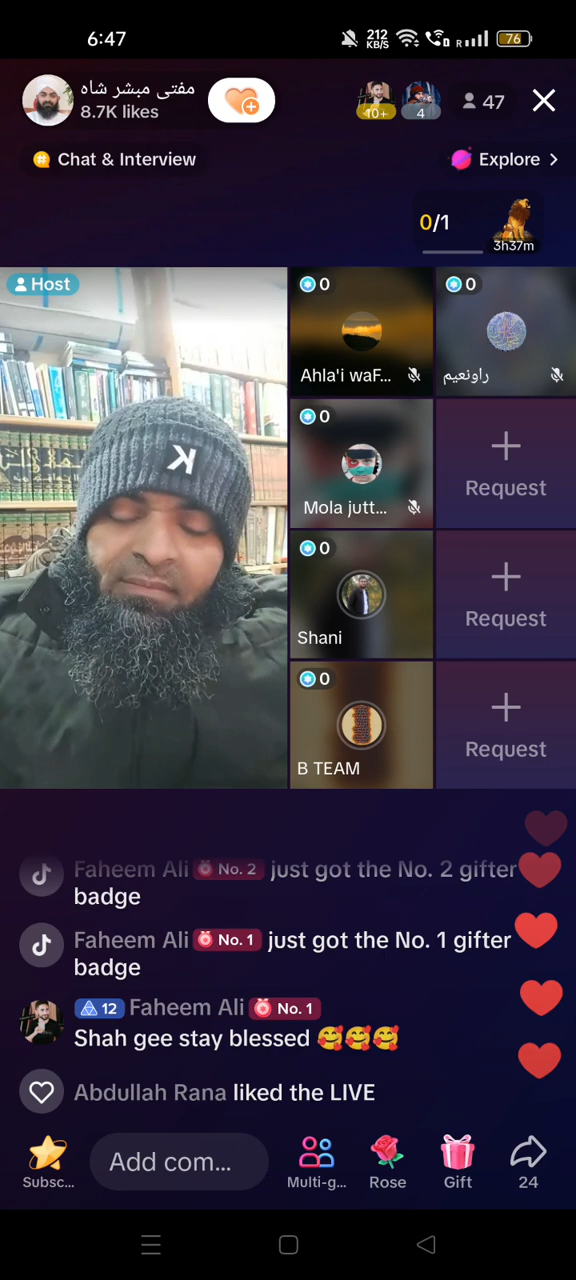 6:47
212
KB/S
R
76
مفتی مبشر شاہ
8.7K likes
10+
4
47
Chat & Interview
Explore
0/1
3h37m
Host
0
Ahla'i waF...
0
راونعیم
0
Mola jutt...
Request
0
Shani
Request
0
B TEAM
Request
K
Faheem Ali No. 2 just got the No. 2 gifter
badge
Faheem Ali No. 1 just got the No. 1 gifter
badge
12 Faheem Ali No. 1
Shah gee stay blessed 🥰🥰🥰
Abdullah Rana liked the LIVE
Subsc...
Add com...
Multi-g...
Rose
Gift
24